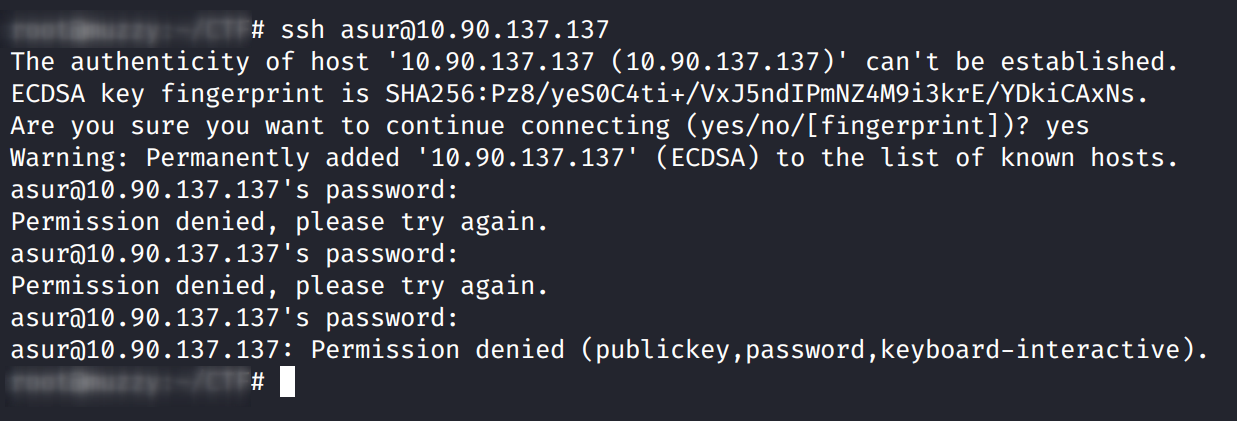 # ssh asur@10.90.137.137
The authenticity of host '10.90.137.137 (10.90.137.137)' can't be established.
ECDSA key fingerprint is SHA256:Pz8/yeS0C4ti+/VxJ5ndIPmNZ4M9i3krE/YDkiCAxNs.
Are you sure you want to continue connecting (yes/no/[fingerprint])? yes
Warning: Permanently added '10.90.137.137' (ECDSA) to the list of known hosts.
asur@10.90.137.137's password:
Permission denied, please try again.
asur@10.90.137.137's password:
Permission denied, please try again.
asur@10.90.137.137's password:
asur@10.90.137.137: Permission denied (publickey,password,keyboard-interactive).
#